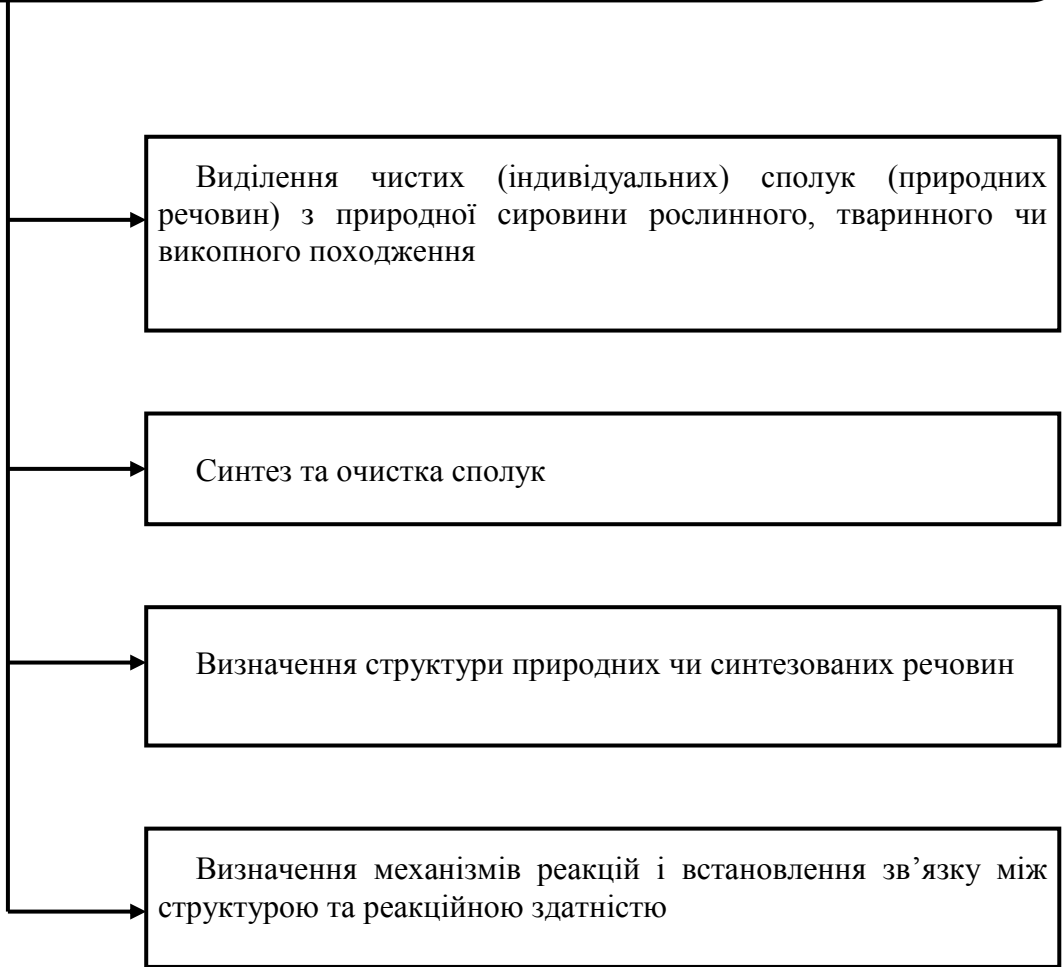 Виділення чистих (індивідуальних) сполук (природних
речовин) з природної сировини рослинного, тваринного чи
викопного походження
Синтез та очистка сполук
Визначення структури природних чи синтезованих речовин
Визначення механізмів реакцій і встановлення зв’язку між
структурою та реакційною здатністю